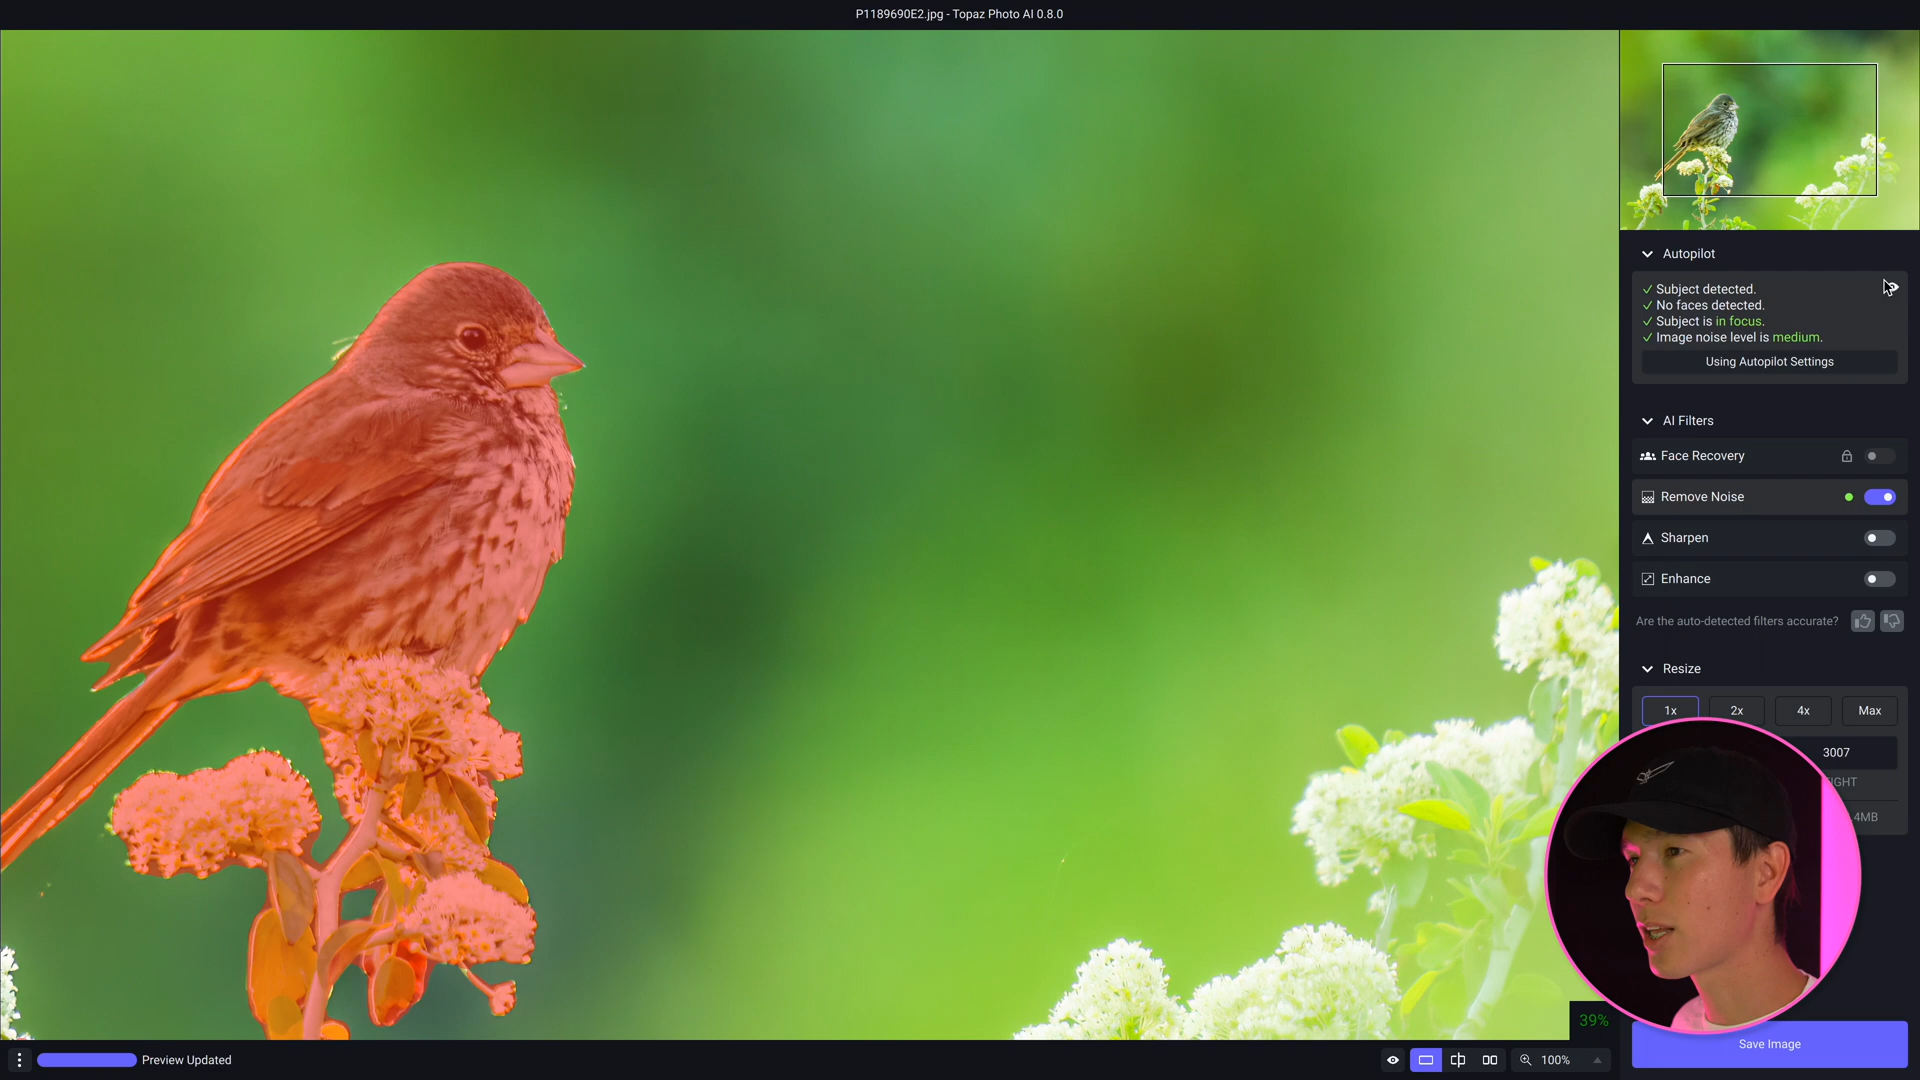 P1189690E2.jpg - Topaz Photo AI 0.8.0
Autopilot
✓ Subject detected.
✓ No faces detected.
✓ Subject is in focus.
✓ Image noise level is medium.
Using Autopilot Settings
AI Filters
Face Recovery
Remove Noise
Sharpen
Enhance
Are the auto-detected filters accurate?
Resize
1x 2x 4x Max
3007
4MB
39%
Save Image
Preview Updated
100%